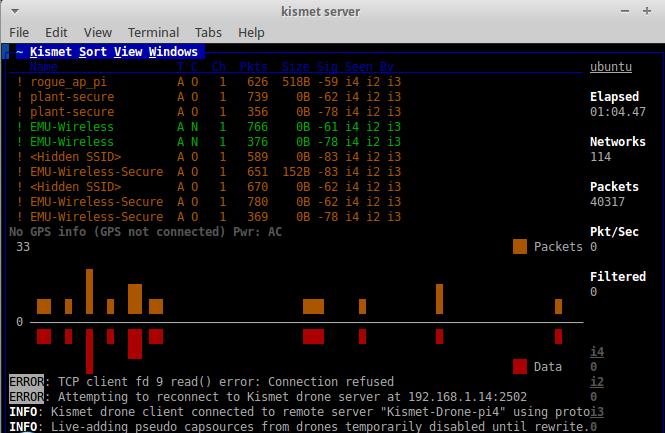 kismet server
File Edit View Terminal Tabs Help
~ Kismet Sort View Windows
Name T C Ch Pkts Size Sig Seen By
ubuntu
! rogue_ap_pi A O 1 626 518B -59 i4 i2 i3
! plant-secure A O 1 739 0B -62 i4 i2 i3
Elapsed
! plant-secure A O 1 356 0B -78 i4 i2 i3
01:04.47
! EMU-Wireless A N 1 766 0B -61 i4 i2 i3
! EMU-Wireless A N 1 376 0B -78 i4 i2 i3
Networks
! <Hidden SSID> A O 1 589 0B -83 i4 i2 i3
114
! EMU-Wireless-Secure A O 1 651 152B -83 i4 i2 i3
! <Hidden SSID> A O 1 670 0B -62 i4 i2 i3
Packets
! EMU-Wireless-Secure A O 1 780 0B -62 i4 i2 i3
40317
! EMU-Wireless-Secure A O 1 369 0B -78 i4 i2 i3
No GPS info (GPS not connected) Pwr: AC
Pkt/Sec
33
Packets
0
Filtered
0
0
Data
i4
0
ERROR: TCP client fd 9 read() error: Connection refused
i2
ERROR: Attempting to reconnect to Kismet drone server at 192.168.1.14:2502
0
INFO: Kismet drone client connected to remote server "Kismet-Drone-pi4" using proto
i3
INFO: Live-adding pseudo capsources from drones temporarily disabled until rewrite.
0